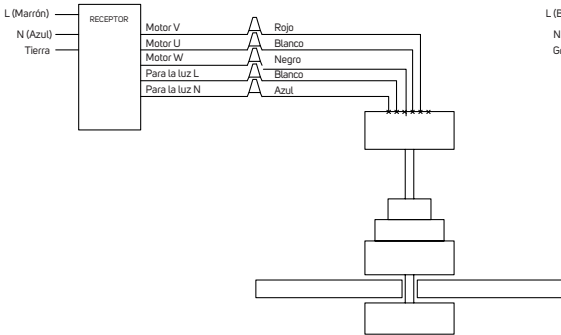 L (Marrón)
N (Azul)
Tierra
RECEPTOR
Motor V
Motor U
Motor W
Para la luz L
Para la luz N
Rojo
Blanco
Negro
Blanco
Azul
L (B
N
G